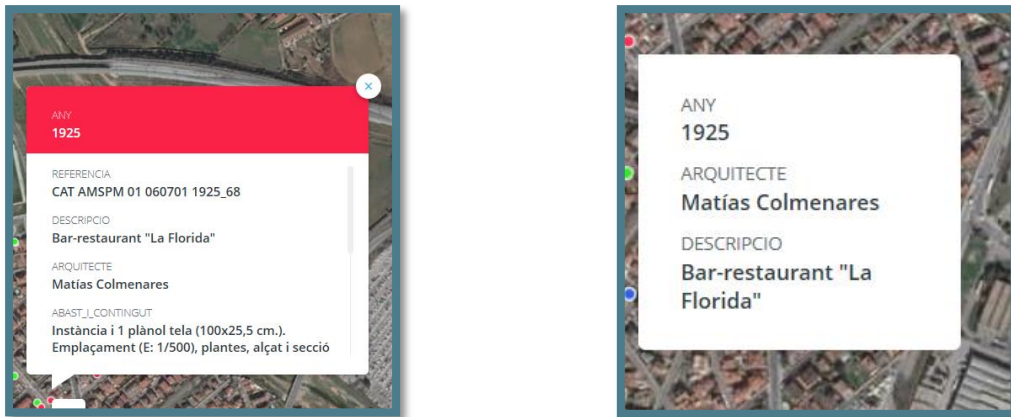 ×
ANY
1925
REFERENCIA
CAT AMSPM 01 060701 1925_68
DESCRIPCIO
Bar-restaurant "La Florida"
ARQUITECTE
Matías Colmenares
ABAST_I_CONTINGUT
Instància i 1 plànol tela (100x25,5 cm.).
Emplaçament (E: 1/500), plantes, alçat i secció
ANY
1925
ARQUITECTE
Matías Colmenares
DESCRIPCIO
Bar-restaurant "La
Florida"